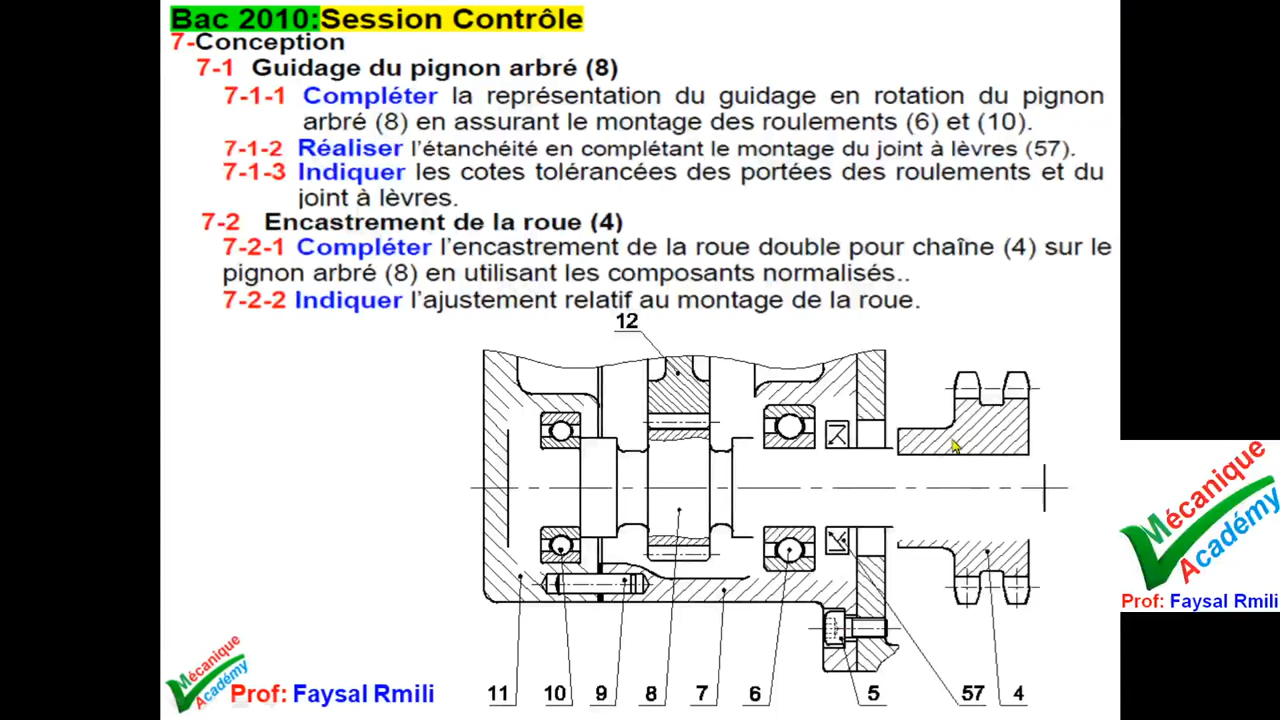 Bac 2010:Session Contrôle
7-Conception
7-1 Guidage du pignon arbré (8)
7-1-1 Compléter la représentation du guidage en rotation du pignon
arbré (8) en assurant le montage des roulements (6) et (10).
7-1-2 Réaliser l’étanchéité en complétant le montage du joint à lèvres (57).
7-1-3 Indiquer les cotes tolérancées des portées des roulements et du
joint à lèvres.
7-2 Encastrement de la roue (4)
7-2-1 Compléter l’encastrement de la roue double pour chaîne (4) sur le
pignon arbré (8) en utilisant les composants normalisés..
7-2-2 Indiquer l’ajustement relatif au montage de la roue.
12
11 10 9 8 7 6 5 57 4
Mécanique
Académy
Prof: Faysal Rmili
Mécanique
Académy
Prof: Faysal Rmili